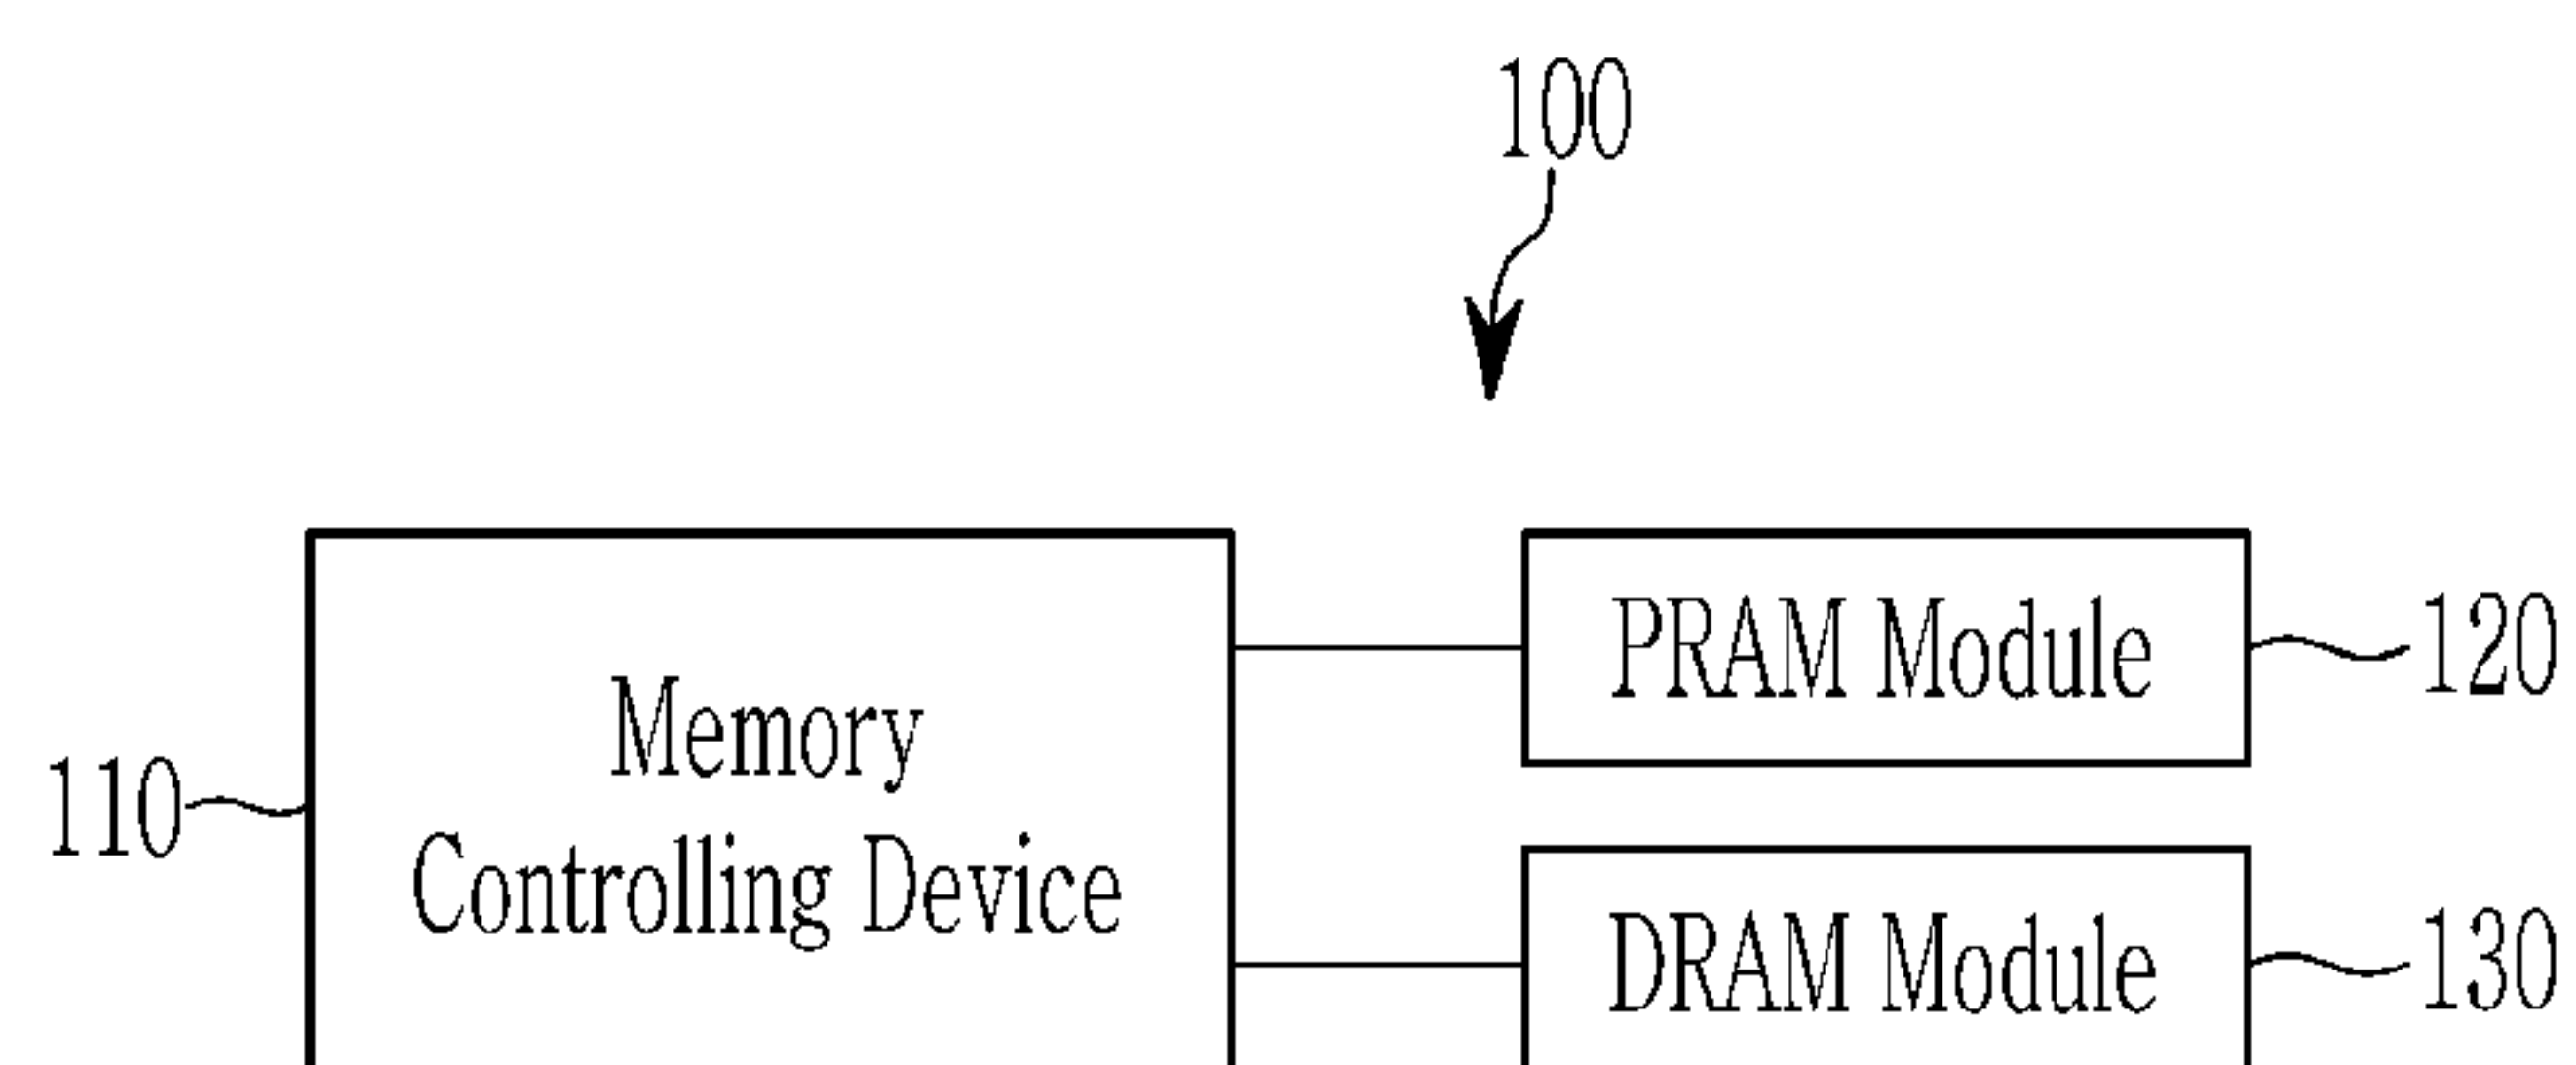 100
PRAM Module
120
Memory
Controlling Device
110
DRAM Module
130